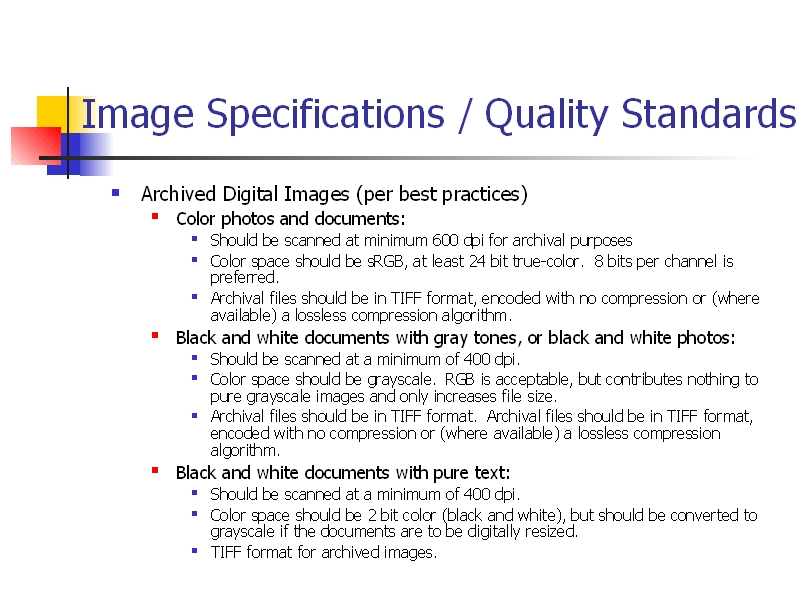 Image Specifications / Quality Standards
Archived Digital Images (per best practices)
Color photos and documents:
Should be scanned at minimum 600 dpi for archival purposes
Color space should be sRGB, at least 24 bit true-color.  8 bits per channel is
preferred.
Archival files should be in TIFF format, encoded with no compression or (where
available) a lossless compression algorithm.
Black and white documents with gray tones, or black and white photos:
Should be scanned at a minimum of 400 dpi.
Color space should be grayscale.  RGB is acceptable, but contributes nothing to
pure grayscale images and only increases file size.
Archival files should be in TIFF format.  Archival files should be in TIFF format,
encoded with no compression or (where available) a lossless compression
algorithm.
Black and white documents with pure text:
Should be scanned at a minimum of 400 dpi.
Color space should be 2 bit color (black and white), but should be converted to
grayscale if the documents are to be digitally resized.
TIFF format for archived images.